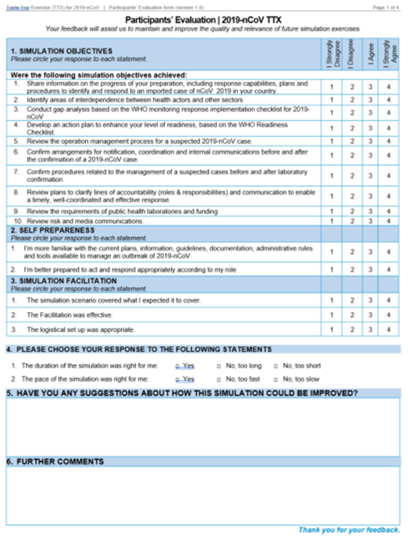 Table-Top Exercise (TTX) for 2019-nCoV | Participants' Evaluation form (version 1.0) Page 1 of 4
Participants' Evaluation | 2019-nCoV TTX
Your feedback will assist us to maintain and improve the quality and relevance of future simulation exercises.
1. SIMULATION OBJECTIVES
Please circle your response to each statement
I Strongly Disagree
I Disagree
I Agree
I Strongly Agree
Were the following simulation objectives achieved:
1. Share information on the progress of your preparation, including response capabilities, plans and
procedures to identify and respond to an imported case of nCoV 2019 in your country. 1 2 3 4
2. Identify areas of interdependence between health actors and other sectors 1 2 3 4
3. Conduct gap analysis based on the WHO monitoring response implementation checklist for 2019-
nCoV 1 2 3 4
4. Develop an action plan to enhance your level of readiness, based on the WHO Readiness
Checklist. 1 2 3 4
5. Review the operation management process for a suspected 2019-nCoV case. 1 2 3 4
6. Confirm arrangements for notification, coordination and internal communications before and after
the confirmation of a 2019-nCoV case. 1 2 3 4
7. Confirm procedures related to the management of a suspected cases before and after laboratory
confirmation 1 2 3 4
8. Review plans to clarify lines of accountability (roles & responsibilities) and communication to enable
a timely, well-coordinated and effective response. 1 2 3 4
9. Review the requirements of public health laboratories and funding 1 2 3 4
10. Review risk and media communications. 1 2 3 4
2. SELF PREPARENESS
Please circle your response to each statement
1. I'm more familiar with the current plans, information, guidelines, documentation, administrative rules
and tools available to manage an outbreak of 2019-nCoV 1 2 3 4
2. I'm better prepared to act and respond appropriately according to my role 1 2 3 4
3. SIMULATION FACILITATION
Please circle your response to each statement
1. The simulation scenario covered what I expected it to cover. 1 2 3 4
2. The Facilitation was effective. 1 2 3 4
3. The logistical set up was appropriate. 1 2 3 4
4. PLEASE CHOOSE YOUR RESPONSE TO THE FOLLOWING STATEMENTS
1. The duration of the simulation was right for me: □ Yes □ No, too long □ No, too short
2. The pace of the simulation was right for me: □ Yes □ No, too fast □ No, too slow
5. HAVE YOU ANY SUGGESTIONS ABOUT HOW THIS SIMULATION COULD BE IMPROVED?
6. FURTHER COMMENTS
Thank you for your feedback.